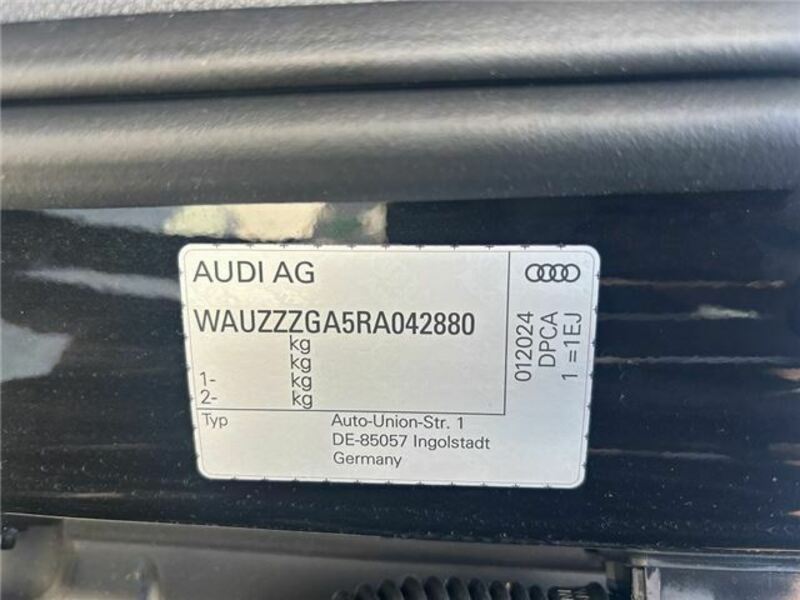 AUDI AG
WAUZZZGA5RA042880
kg
kg
1- kg
2- kg
Typ
Auto-Union-Str. 1
DE-85057 Ingolstadt
Germany
012024
DPCA
1 =1EJ